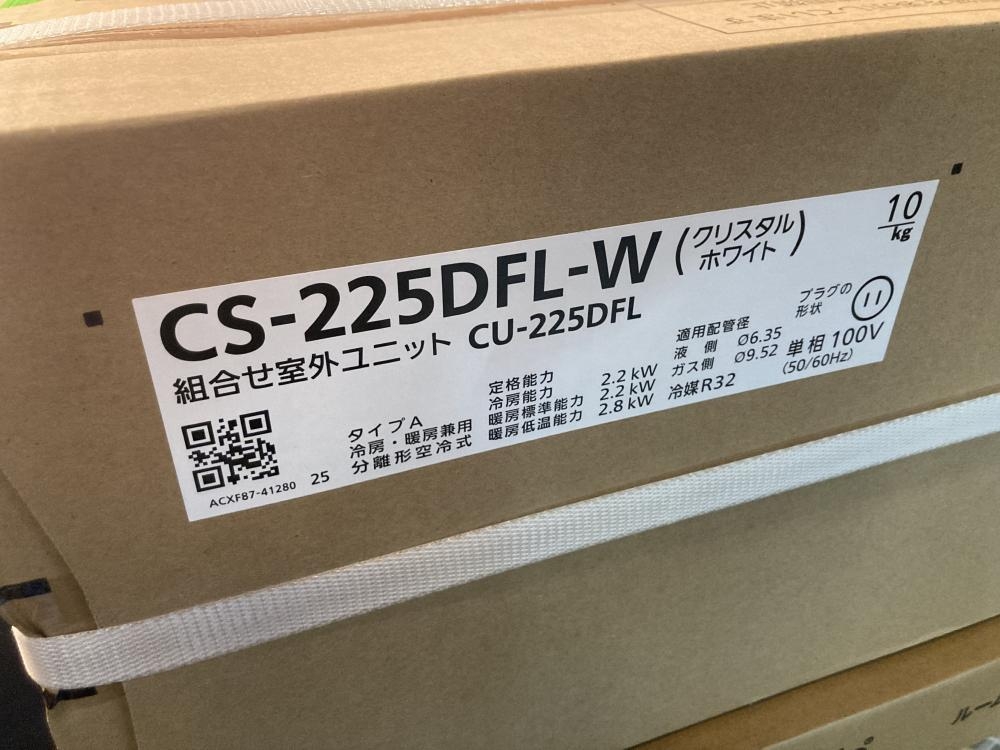 CS-225DFL-W (クリスタルホワイト)
10
kg
組合せ室外ユニット CU-225DFL
タイプA
冷房・暖房兼用
分離形空冷式
定格能力
冷房能力 2.2 kW
暖房標準能力 2.2 kW
暖房低温能力 2.8 kW
適用配管径
液 側 Ø6.35
ガス側 Ø9.52
冷媒R32
プラグの
形状
単相 100V
(50/60Hz)
ACXF87-41280
25
ルーム